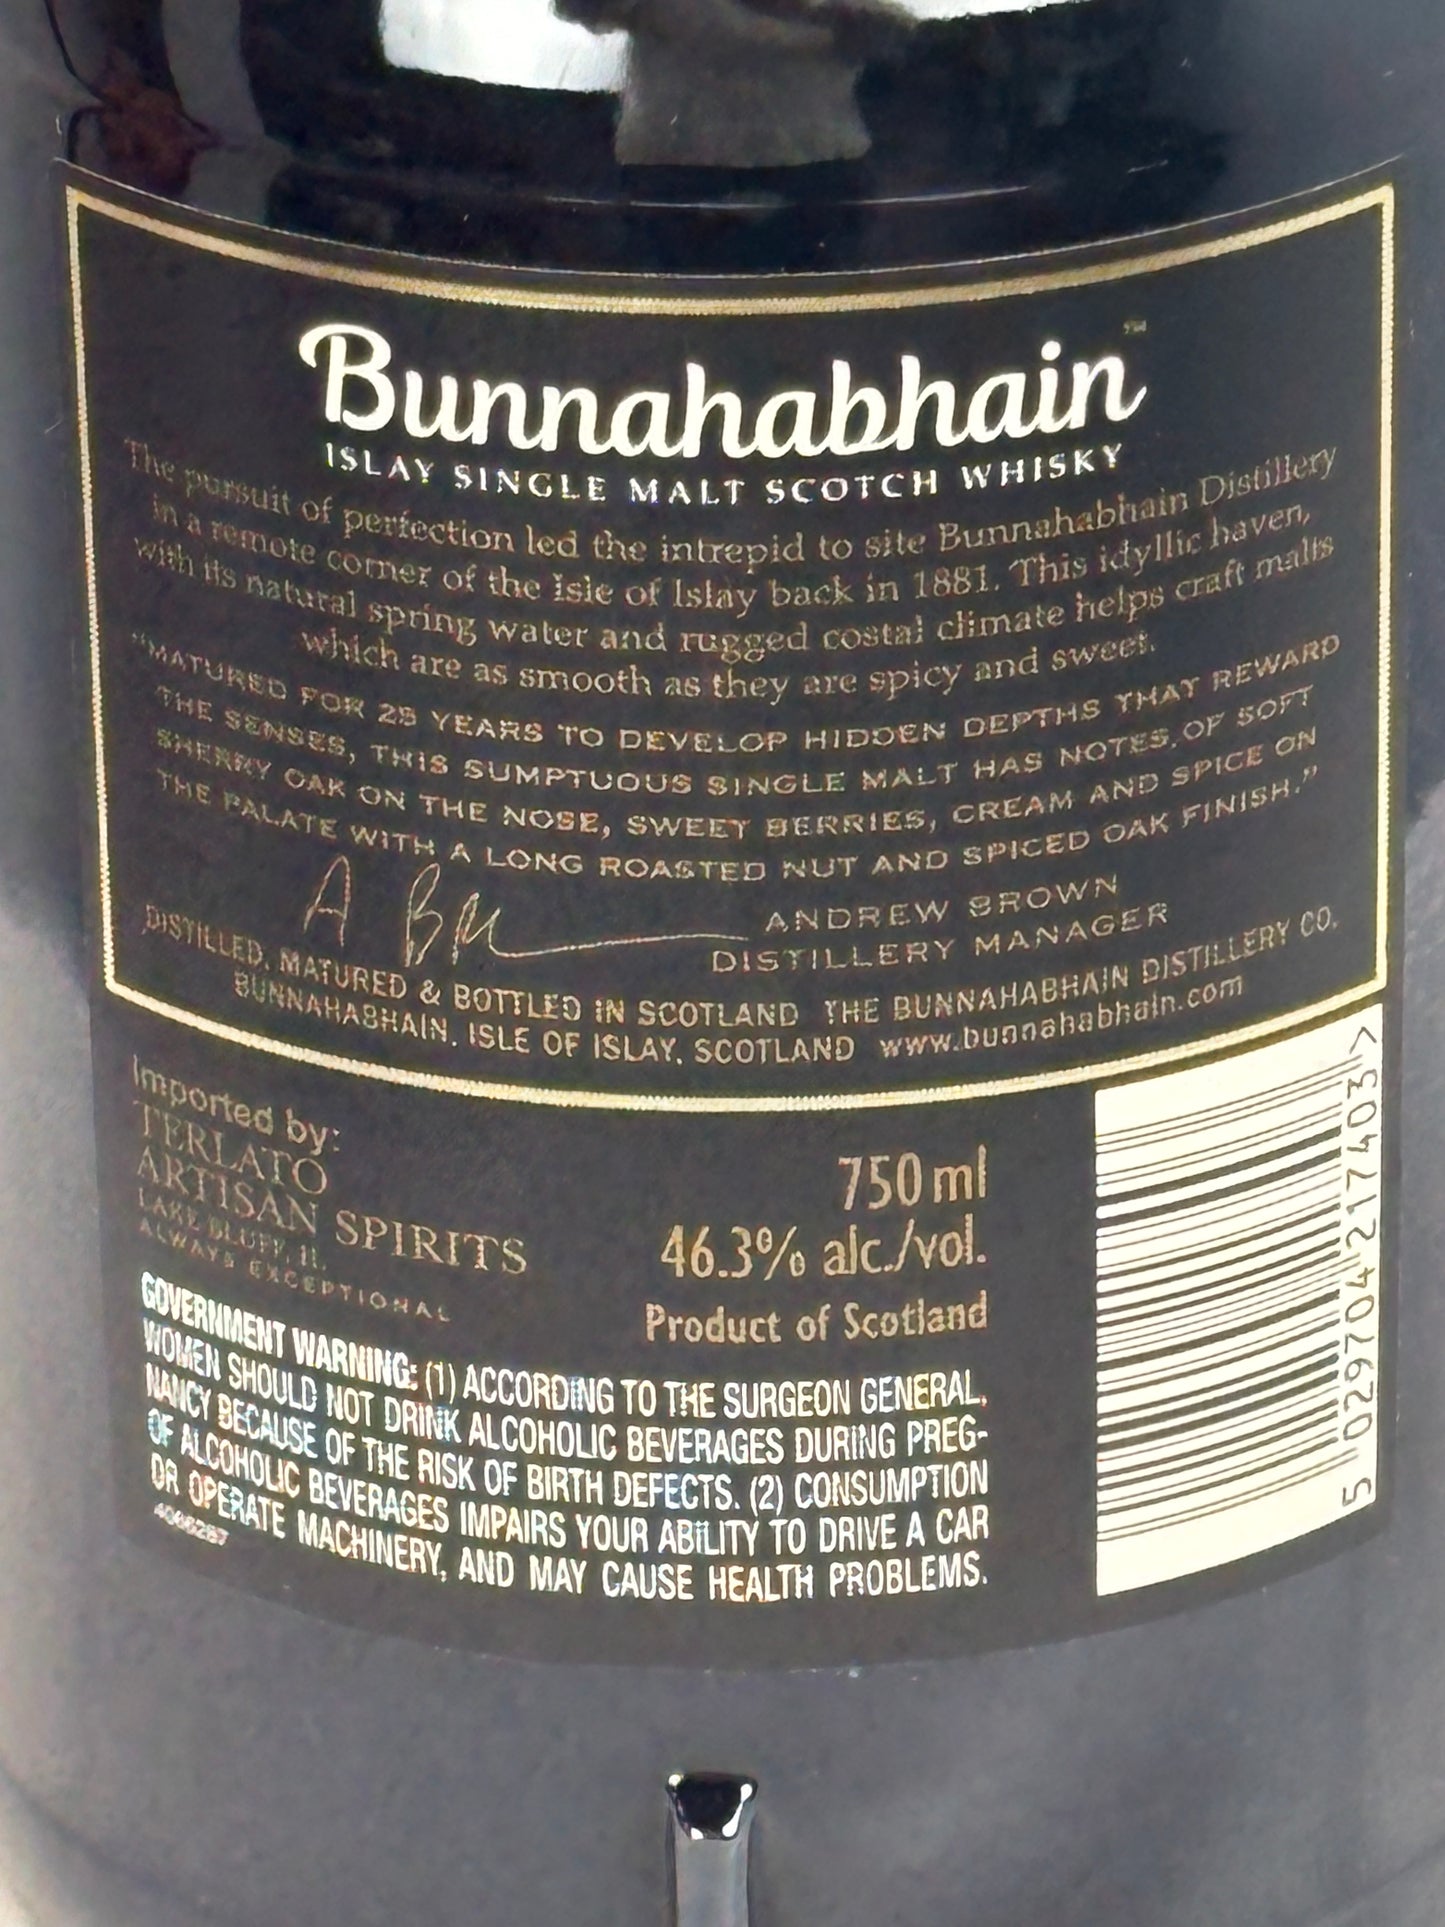 Bunnahabhain™
ISLAY SINGLE MALT SCOTCH WHISKY
The pursuit of perfection led the intrepid to site Bunnahabhain Distillery
in a remote corner of the Isle of Islay back in 1881. This idyllic haven,
with its natural spring water and rugged costal climate helps craft malts
which are as smooth as they are spicy and sweet.
"MATURED FOR 25 YEARS TO DEVELOP HIDDEN DEPTHS THAT REWARD
THE SENSES, THIS SUMPTUOUS SINGLE MALT HAS NOTES OF SOFT
SHERRY OAK ON THE NOSE, SWEET BERRIES, CREAM AND SPICE ON
THE PALATE WITH A LONG ROASTED NUT AND SPICED OAK FINISH."
ANDREW BROWN
DISTILLERY MANAGER
DISTILLED, MATURED & BOTTLED IN SCOTLAND THE BUNNAHABHAIN DISTILLERY CO.
BUNNAHABHAIN, ISLE OF ISLAY, SCOTLAND www.bunnahabhain.com
Imported by:
TERLATO
ARTISAN SPIRITS
LAKE BLUFF, IL
ALWAYS EXCEPTIONAL
750 ml
46.3% alc./vol.
Product of Scotland
GOVERNMENT WARNING: (1) ACCORDING TO THE SURGEON GENERAL,
WOMEN SHOULD NOT DRINK ALCOHOLIC BEVERAGES DURING PREG-
NANCY BECAUSE OF THE RISK OF BIRTH DEFECTS. (2) CONSUMPTION
OF ALCOHOLIC BEVERAGES IMPAIRS YOUR ABILITY TO DRIVE A CAR
OR OPERATE MACHINERY, AND MAY CAUSE HEALTH PROBLEMS.
5 029704 217403 >